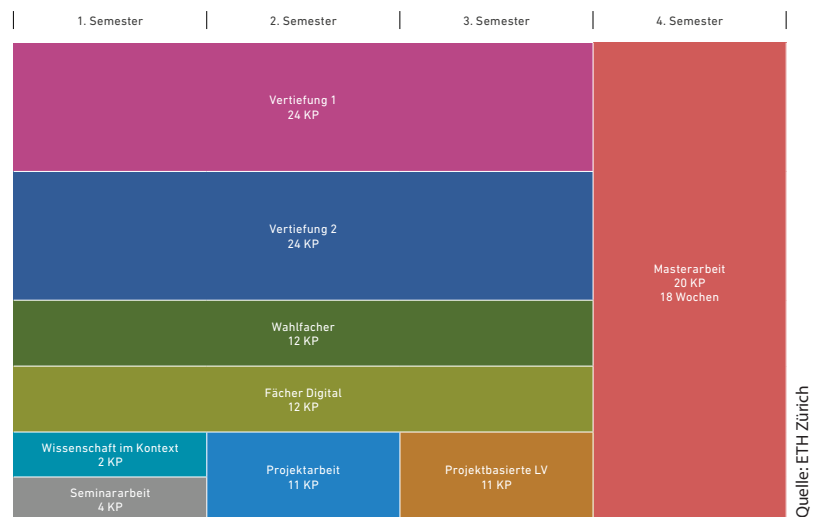 1. Semester
2. Semester
3. Semester
4. Semester
Vertiefung 1
24 KP
Vertiefung 2
24 KP
Wahlfacher
12 KP
Fächer Digital
12 KP
Wissenschaft im Kontext
2 KP
Seminararbeit
4 KP
Projektarbeit
11 KP
Projektbasierte LV
11 KP
Masterarbeit
20 KP
18 Wochen
Quelle: ETH Zürich